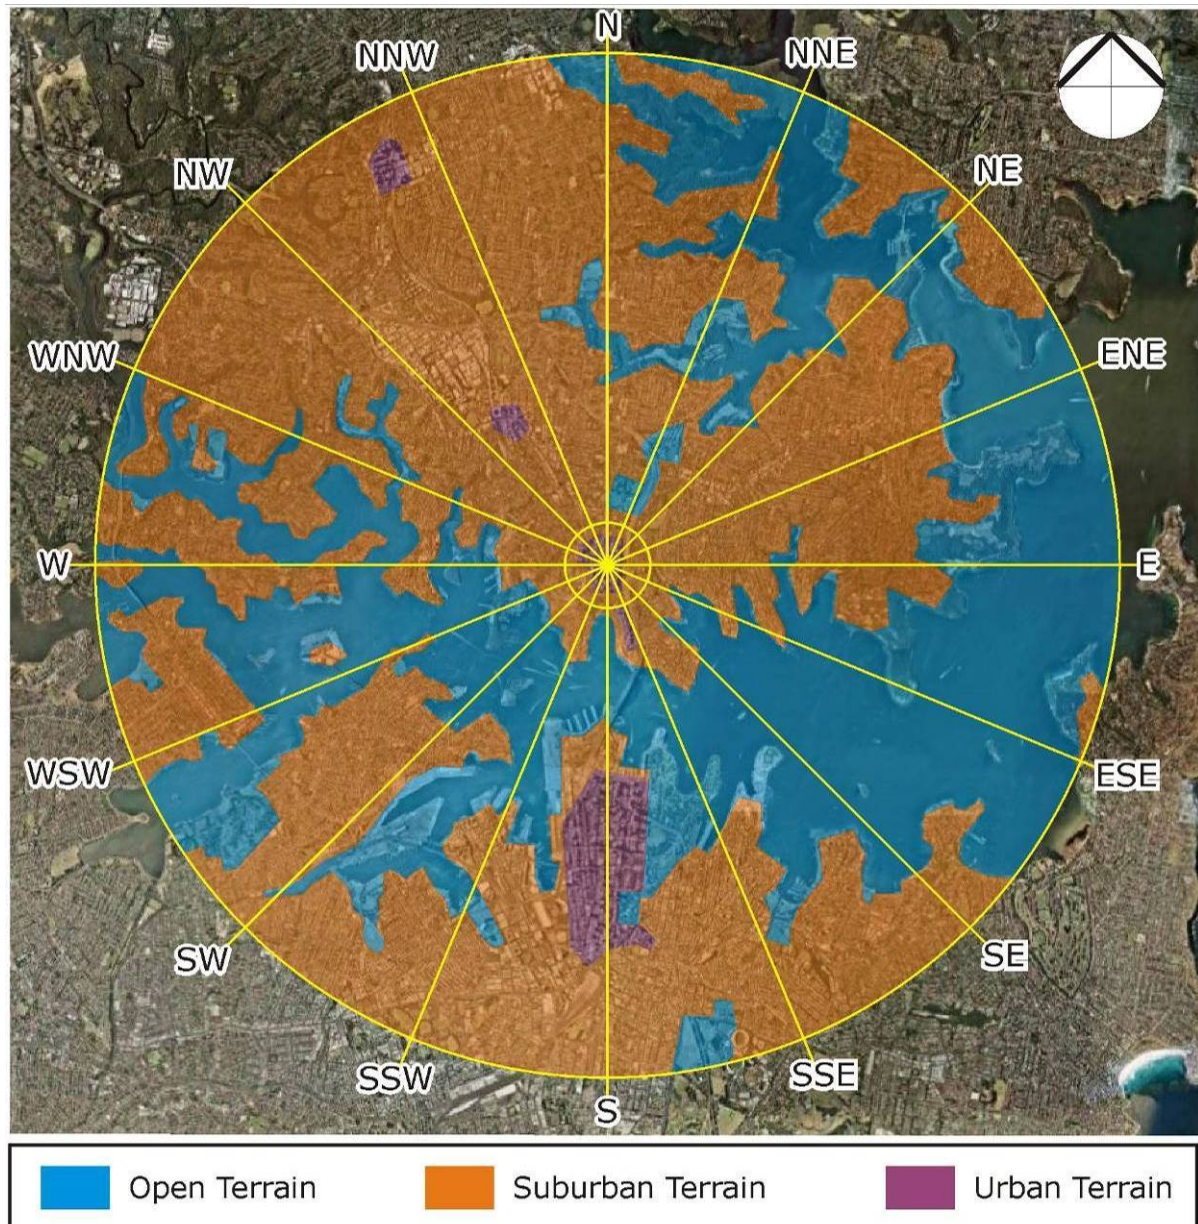 N
NNW
NNE
NW
NE
WNW
ENE
W
E
WSW
ESE
SW
SE
SSW
SSE
S
Open Terrain
Suburban Terrain
Urban Terrain